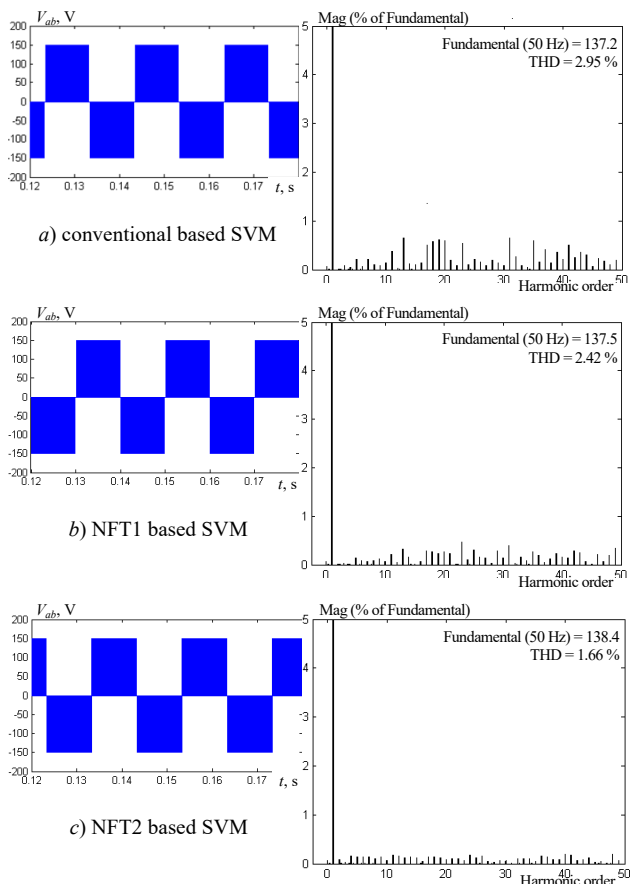 V_ab, V
200
150
100
50
0
-50
-100
-150
-200
0.12 0.13 0.14 0.15 0.16 0.17 t, s
a) conventional based SVM
Mag (% of Fundamental)
5
4
3
2
1
0
Fundamental (50 Hz) = 137.2
THD = 2.95 %
0 10 20 30 40 50
Harmonic order
V_ab, V
200
150
100
50
0
-50
-100
-150
-200
0.12 0.13 0.14 0.15 0.16 0.17 t, s
b) NFT1 based SVM
Mag (% of Fundamental)
5
4
3
2
1
0
Fundamental (50 Hz) = 137.5
THD = 2.42 %
0 10 20 30 40 50
Harmonic order
V_ab, V
200
150
100
50
0
-50
-100
-150
-200
0.12 0.13 0.14 0.15 0.16 0.17 t, s
c) NFT2 based SVM
Mag (% of Fundamental)
5
4
3
2
1
0
Fundamental (50 Hz) = 138.4
THD = 1.66 %
0 10 20 30 40 50
Harmonic order